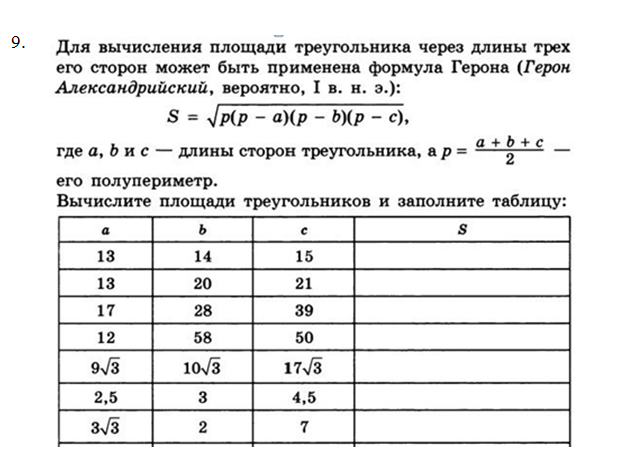 9.
Для вычисления площади треугольника через длины трех
его сторон может быть применена формула Герона (Герон
Александрийский, вероятно, I в. н. э.):
S = √(p(p − a)(p − b)(p − c)),
где a, b и c — длины сторон треугольника, а p = (a + b + c)/2 —
его полупериметр.
Вычислите площади треугольников и заполните таблицу:
a b c S
13 14 15
13 20 21
17 28 39
12 58 50
9√3 10√3 17√3
2,5 3 4,5
3√3 2 7